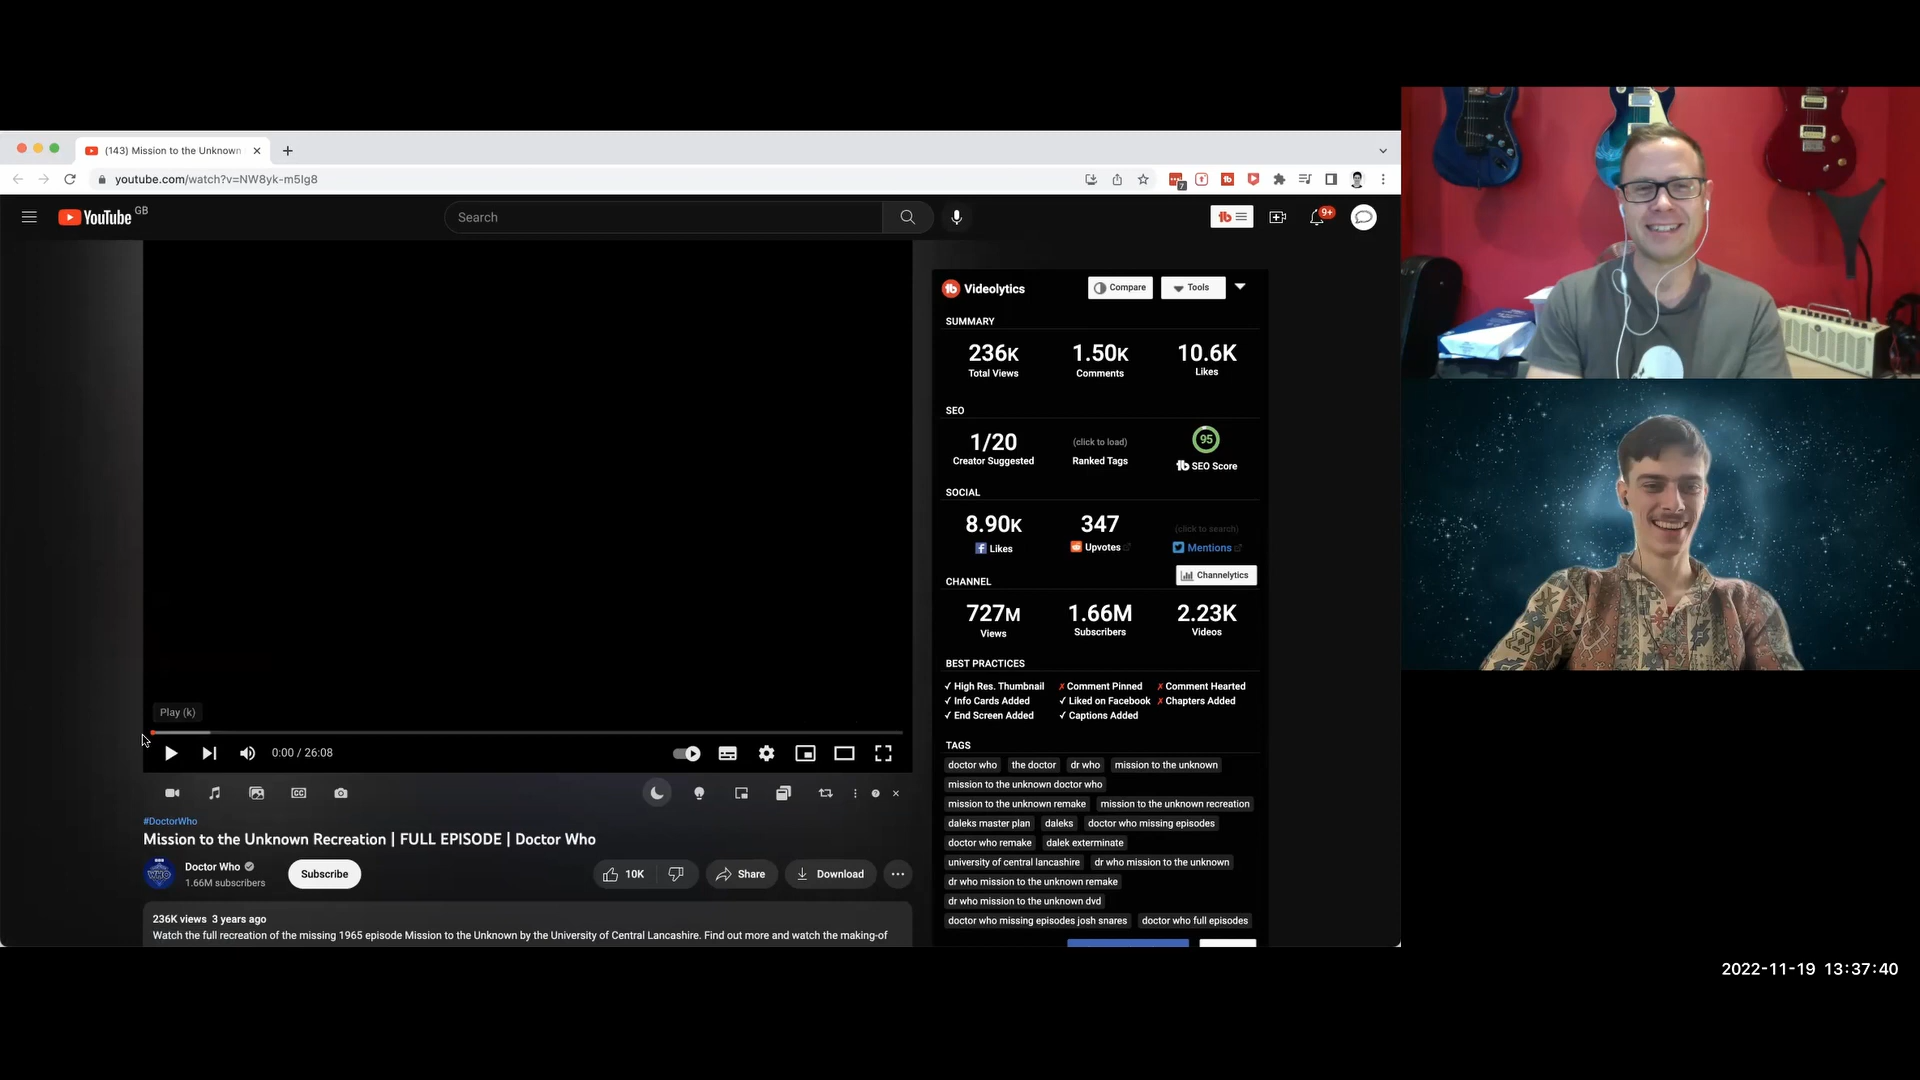 (143) Mission to the Unknown
youtube.com/watch?v=NW8yk-m5Ig8
7
YouTube GB
Search
9+
Videolytics
Compare
Tools
SUMMARY
236K
1.50K
10.6K
Total Views
Comments
Likes
SEO
1/20
(click to load)
95
Creator Suggested
Ranked Tags
SEO Score
SOCIAL
8.90K
347
(click to search)
Likes
Upvotes
Mentions
CHANNEL
Channelytics
727M
1.66M
2.23K
Views
Subscribers
Videos
BEST PRACTICES
✓ High Res. Thumbnail
✗ Comment Pinned
✗ Comment Hearted
✓ Info Cards Added
✓ Liked on Facebook
✗ Chapters Added
✓ End Screen Added
✓ Captions Added
TAGS
doctor who
the doctor
dr who
mission to the unknown
mission to the unknown doctor who
mission to the unknown remake
mission to the unknown recreation
daleks master plan
daleks
doctor who missing episodes
doctor who remake
dalek exterminate
university of central lancashire
dr who mission to the unknown
dr who mission to the unknown remake
dr who mission to the unknown dvd
doctor who missing episodes josh snares
doctor who full episodes
Play (k)
0:00 / 26:08
CC
#DoctorWho
Mission to the Unknown Recreation | FULL EPISODE | Doctor Who
WHO
Doctor Who
1.66M subscribers
Subscribe
10K
Share
Download
236K views 3 years ago
Watch the full recreation of the missing 1965 episode Mission to the Unknown by the University of Central Lancashire. Find out more and watch the making-of
2022-11-19 13:37:40